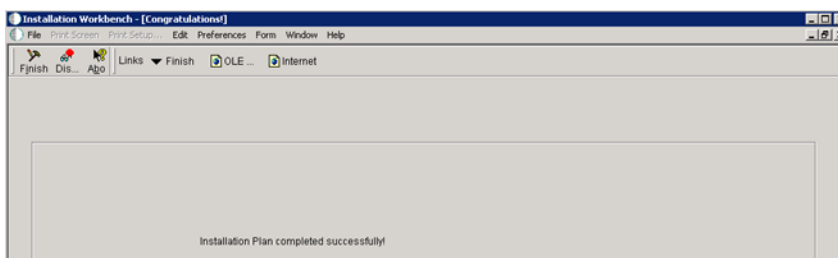 Installation Workbench - [Congratulations!]
File Print Screen Print Setup... Edit Preferences Form Window Help
Finish Dis... Abo Links Finish OLE ... Internet
Installation Plan completed successfully!